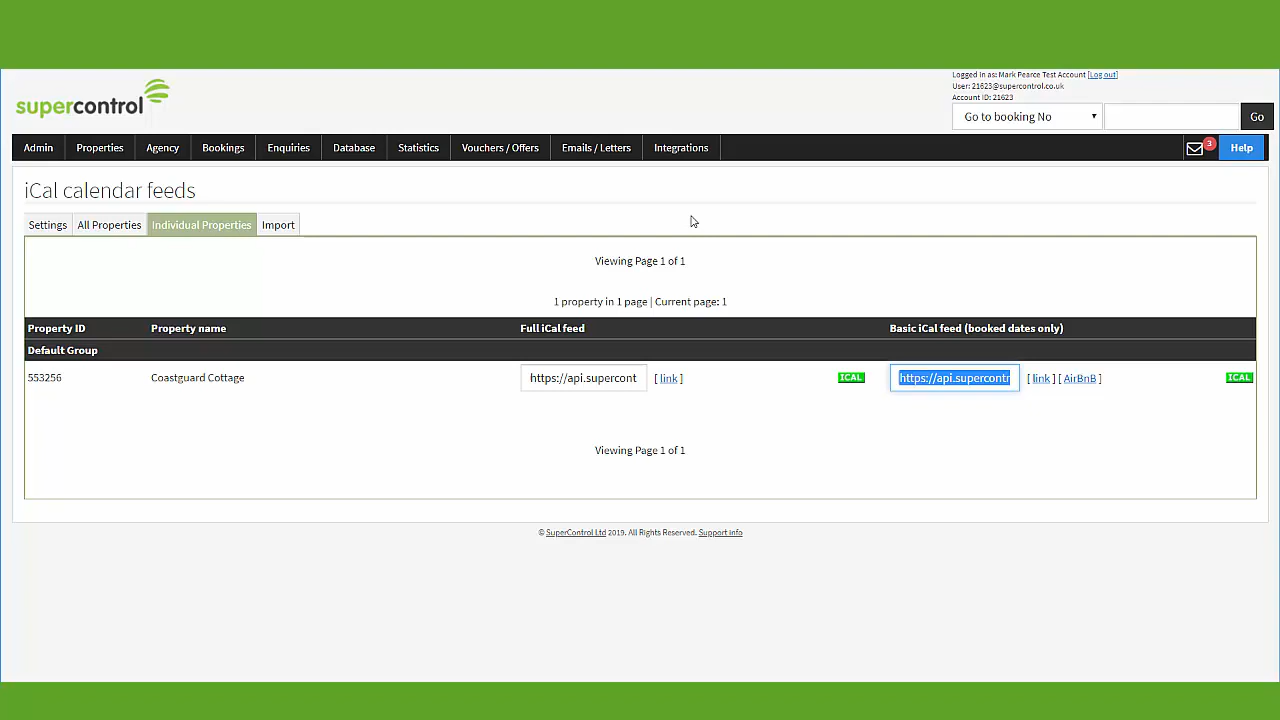 supercontrol
Logged in as: Mark Pearce Test Account [Log out]
User: 21623@supercontrol.co.uk
Account ID: 21623
Go to booking No
Go
Admin Properties Agency Bookings Enquiries Database Statistics Vouchers / Offers Emails / Letters Integrations 3 Help
iCal calendar feeds
Settings All Properties Individual Properties Import
Viewing Page 1 of 1
1 property in 1 page | Current page: 1
Property ID Property name Full iCal feed Basic iCal feed (booked dates only)
Default Group
553256 Coastguard Cottage https://api.supercont [ link ] ICAL https://api.supercontr [ link ] [ AirBnB ] ICAL
Viewing Page 1 of 1
© SuperControl Ltd 2019. All Rights Reserved. Support info